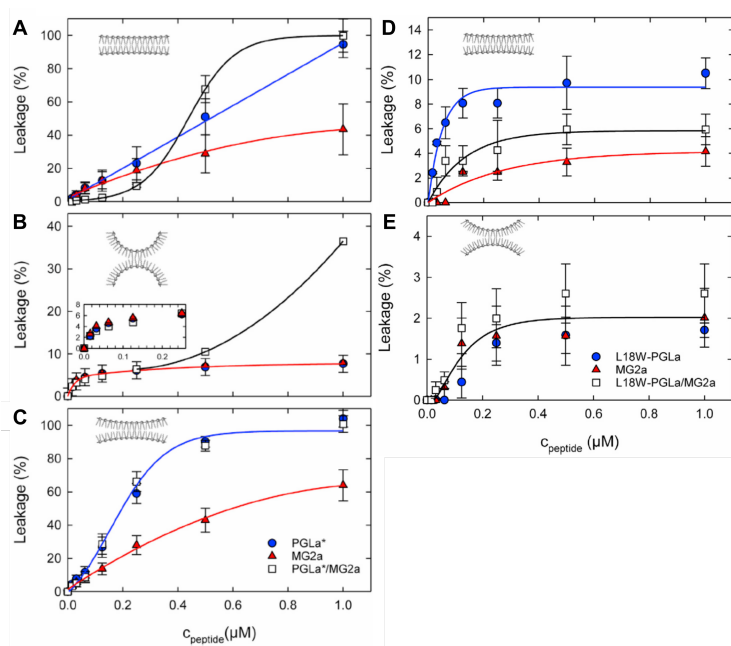 A
Leakage (%)
100
80
60
40
20
0
B
Leakage (%)
40
30
20
10
0
8
6
4
2
0
0.0
0.1
0.2
C
Leakage (%)
100
80
60
40
20
0
PGLa*
MG2a
PGLa*/MG2a
0.0
0.2
0.4
0.6
0.8
1.0
cpeptide(µM)
D
Leakage (%)
14
12
10
8
6
4
2
0
E
Leakage (%)
4
3
2
1
0
L18W-PGLa
MG2a
L18W-PGLa/MG2a
0.0
0.2
0.4
0.6
0.8
1.0
cpeptide (µM)